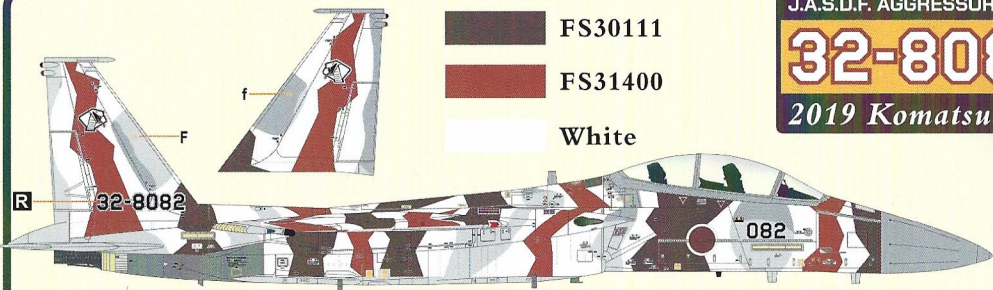 J.A.S.D.F. AGGRESSOR
32-808
2019 Komatsu
FS30111
FS31400
White
f
F
R
32-8082
082